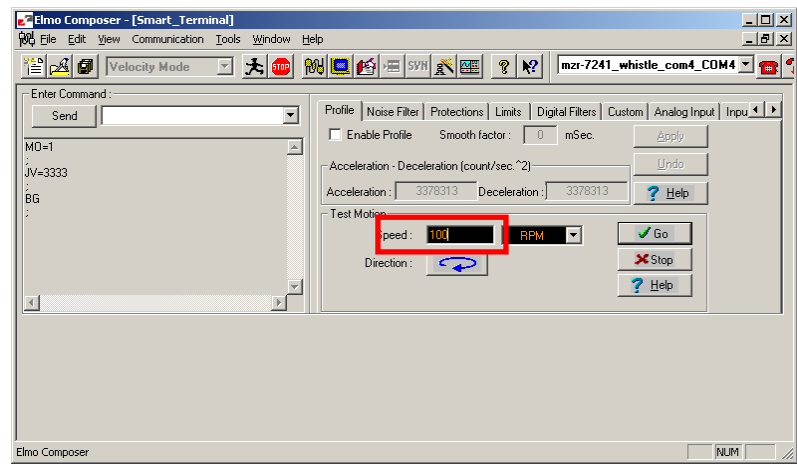 Elmo Composer - [Smart_Terminal]
File Edit View Communication Tools Window Help
Velocity Mode STOP SYN mzr-7241_whistle_com4_COM4
Enter Command :
Send
MO=1
;
JV=3333
;
BG
;
Profile Noise Filter Protections Limits Digital Filters Custom Analog Input Inpu
Enable Profile Smooth factor : 0 mSec. Apply
Acceleration - Deceleration (count/sec.^2) Undo
Acceleration : 3378313 Deceleration : 3378313 Help
Test Motion
Speed : 100 RPM Go
Direction : Stop
Help
Elmo Composer NUM